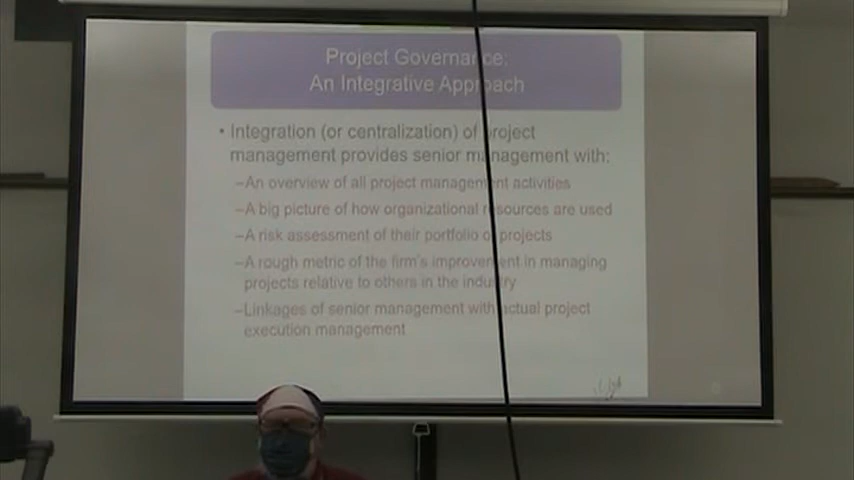 Project Governance:
An Integrative Approach
• Integration (or centralization) of project
management provides senior management with:
–An overview of all project management activities
–A big picture of how organizational resources are used
–A risk assessment of their portfolio of projects
–A rough metric of the firm's improvement in managing
projects relative to others in the industry
–Linkages of senior management with actual project
execution management